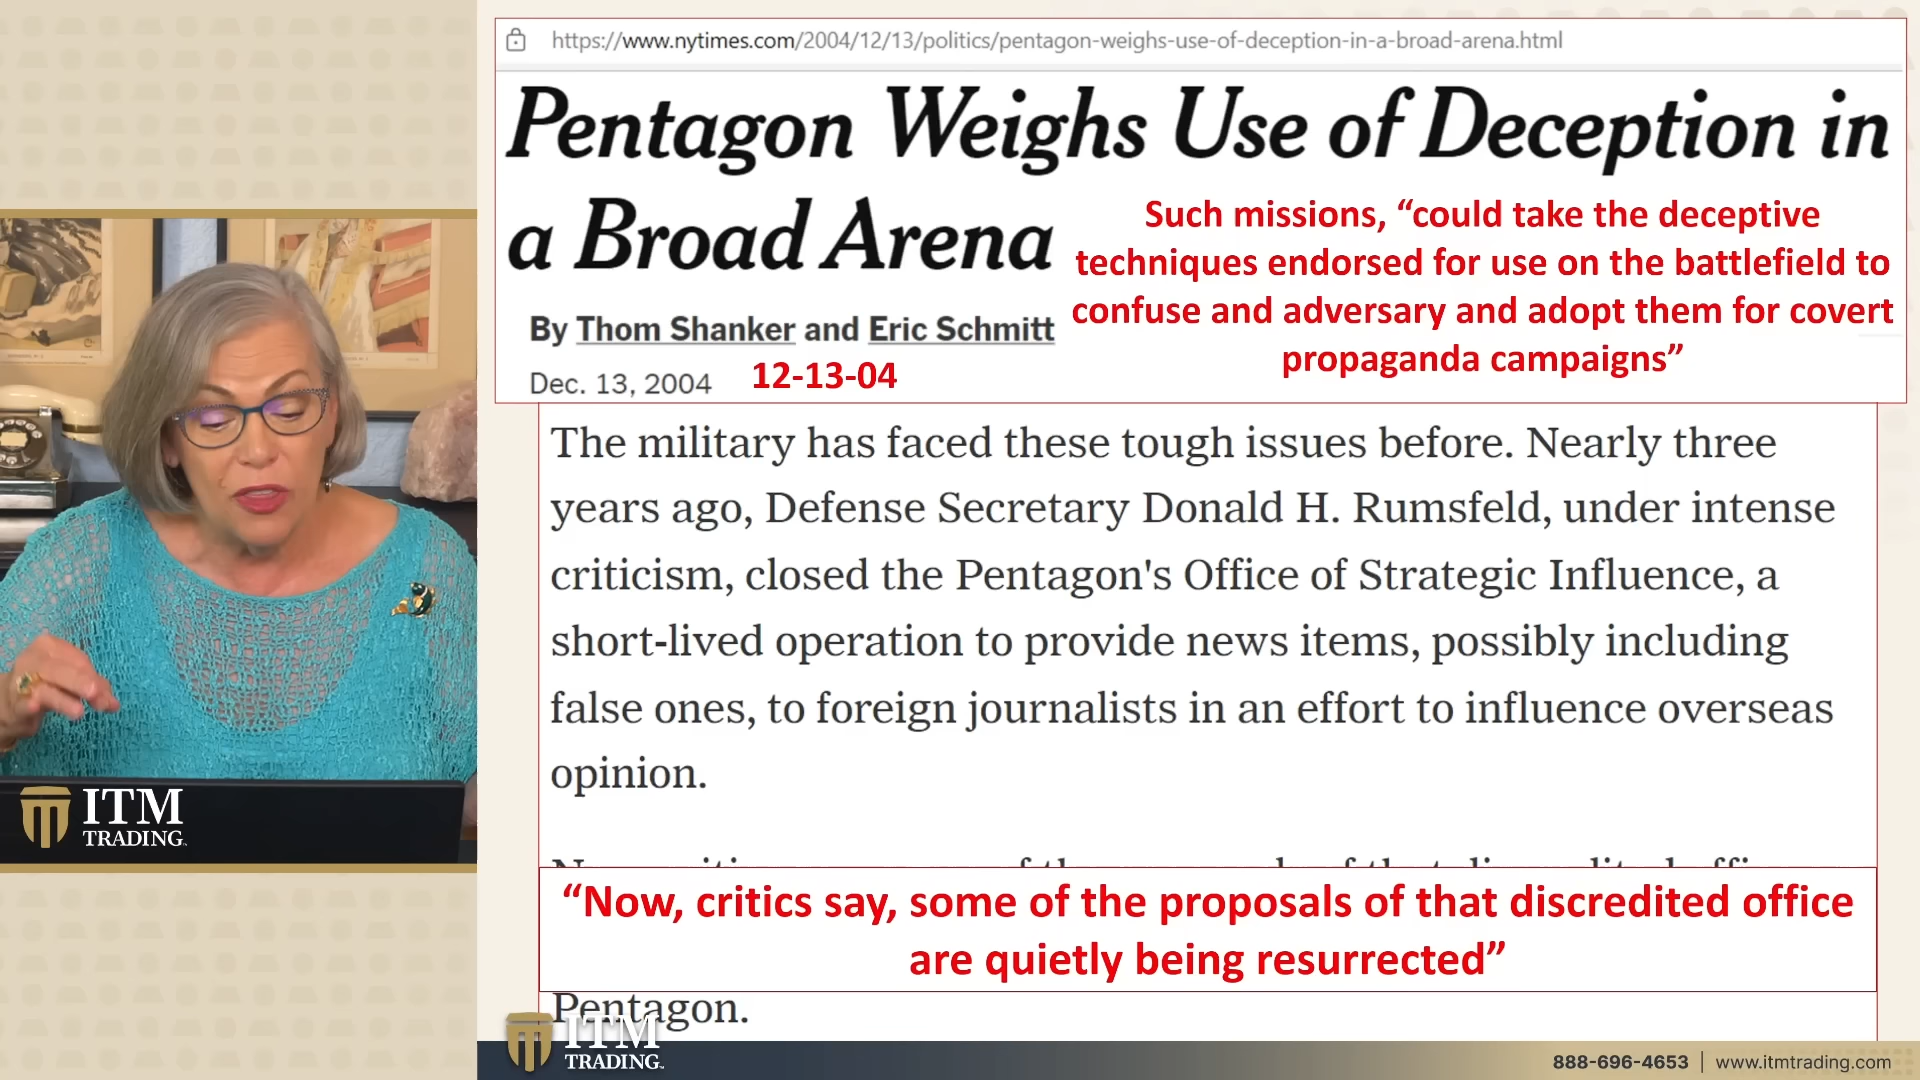 https://www.nytimes.com/2004/12/13/politics/pentagon-weighs-use-of-deception-in-a-broad-arena.html
Pentagon Weighs Use of Deception in
a Broad Arena
Such missions, “could take the deceptive
techniques endorsed for use on the battlefield to
confuse and adversary and adopt them for covert
propaganda campaigns”
By Thom Shanker and Eric Schmitt
Dec. 13, 2004
12-13-04
The military has faced these tough issues before. Nearly three
years ago, Defense Secretary Donald H. Rumsfeld, under intense
criticism, closed the Pentagon's Office of Strategic Influence, a
short-lived operation to provide news items, possibly including
false ones, to foreign journalists in an effort to influence overseas
opinion.
“Now, critics say, some of the proposals of that discredited office
are quietly being resurrected”
Pentagon.
ITM
TRADING
ITM
TRADING
888-696-4653 | www.itmtrading.com